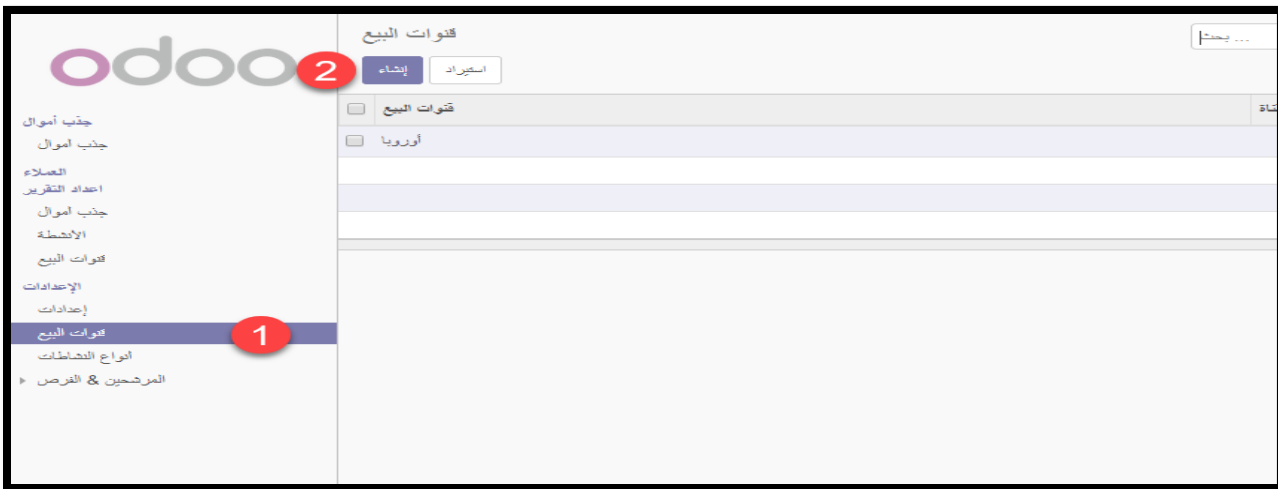 odoo
جذب أموال
جذب أموال
العملاء
اعداد التقرير
جذب أموال
الأنشطة
قنوات البيع
الإعدادات
إعدادات
قنوات البيع
1
أنواع النشاطات
المرشحين & الفرص
قنوات البيع
بحث ...
2
إنشاء
استيراد
قنوات البيع
أوروبا